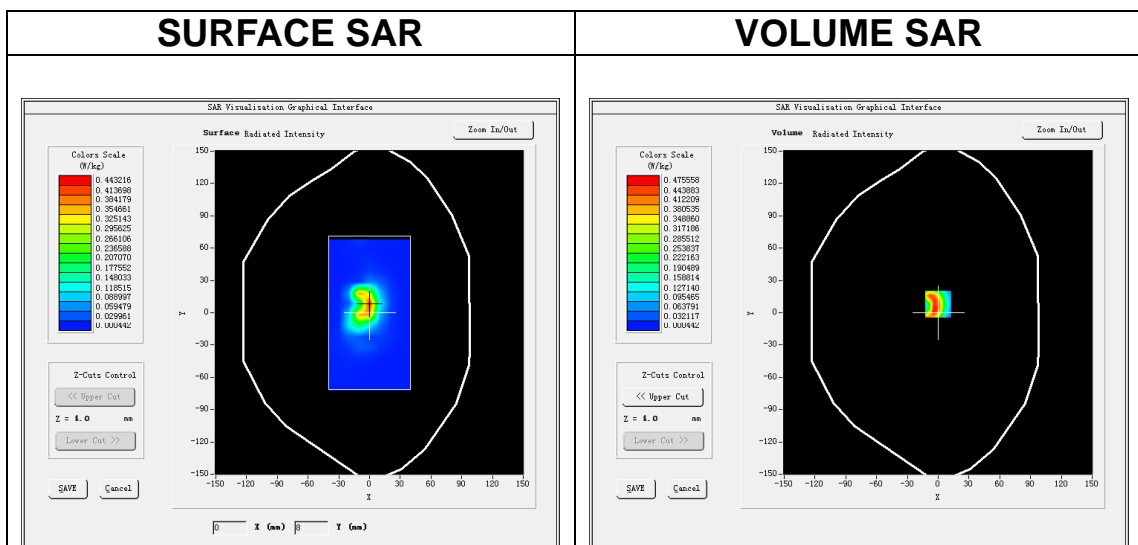 SURFACE SAR
VOLUME SAR
SAR Visualisation Graphical Interface
Surface Radiated Intensity
Zoom In/Out
Colors Scale
(W/kg)
0.443216
0.413698
0.384179
0.354661
0.325143
0.295625
0.266106
0.236588
0.207070
0.177552
0.148033
0.118515
0.088997
0.059479
0.029961
0.000442
Z-Cuts Control
<< Upper Cut
Z = 4.0 mm
Lower Cut >>
SAVE
Cancel
150
120
90
60
30
0
-30
-60
-90
-120
-150
Y
-150 -120 -90 -60 -30 0 30 60 90 120 150
X
0 X (mm) 8 Y (mm)
SAR Visualisation Graphical Interface
Volume Radiated Intensity
Zoom In/Out
Colors Scale
(W/kg)
0.475558
0.443883
0.412209
0.380535
0.348860
0.317186
0.285512
0.253837
0.222163
0.190489
0.158814
0.127140
0.095465
0.063791
0.032117
0.000442
Z-Cuts Control
<< Upper Cut
Z = 4.0 mm
Lower Cut >>
SAVE
Cancel
150
120
90
60
30
0
-30
-60
-90
-120
-150
Y
-150 -120 -90 -60 -30 0 30 60 90 120 150
X